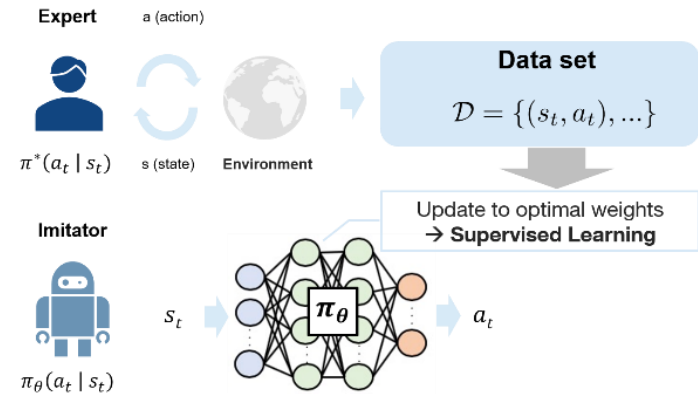 Expert
a (action)
s (state)
Environment
π*(a_t | s_t)
Data set
𝒟 = {(s_t, a_t), ...}
Update to optimal weights
→ Supervised Learning
Imitator
s_t
π_θ
a_t
π_θ(a_t | s_t)